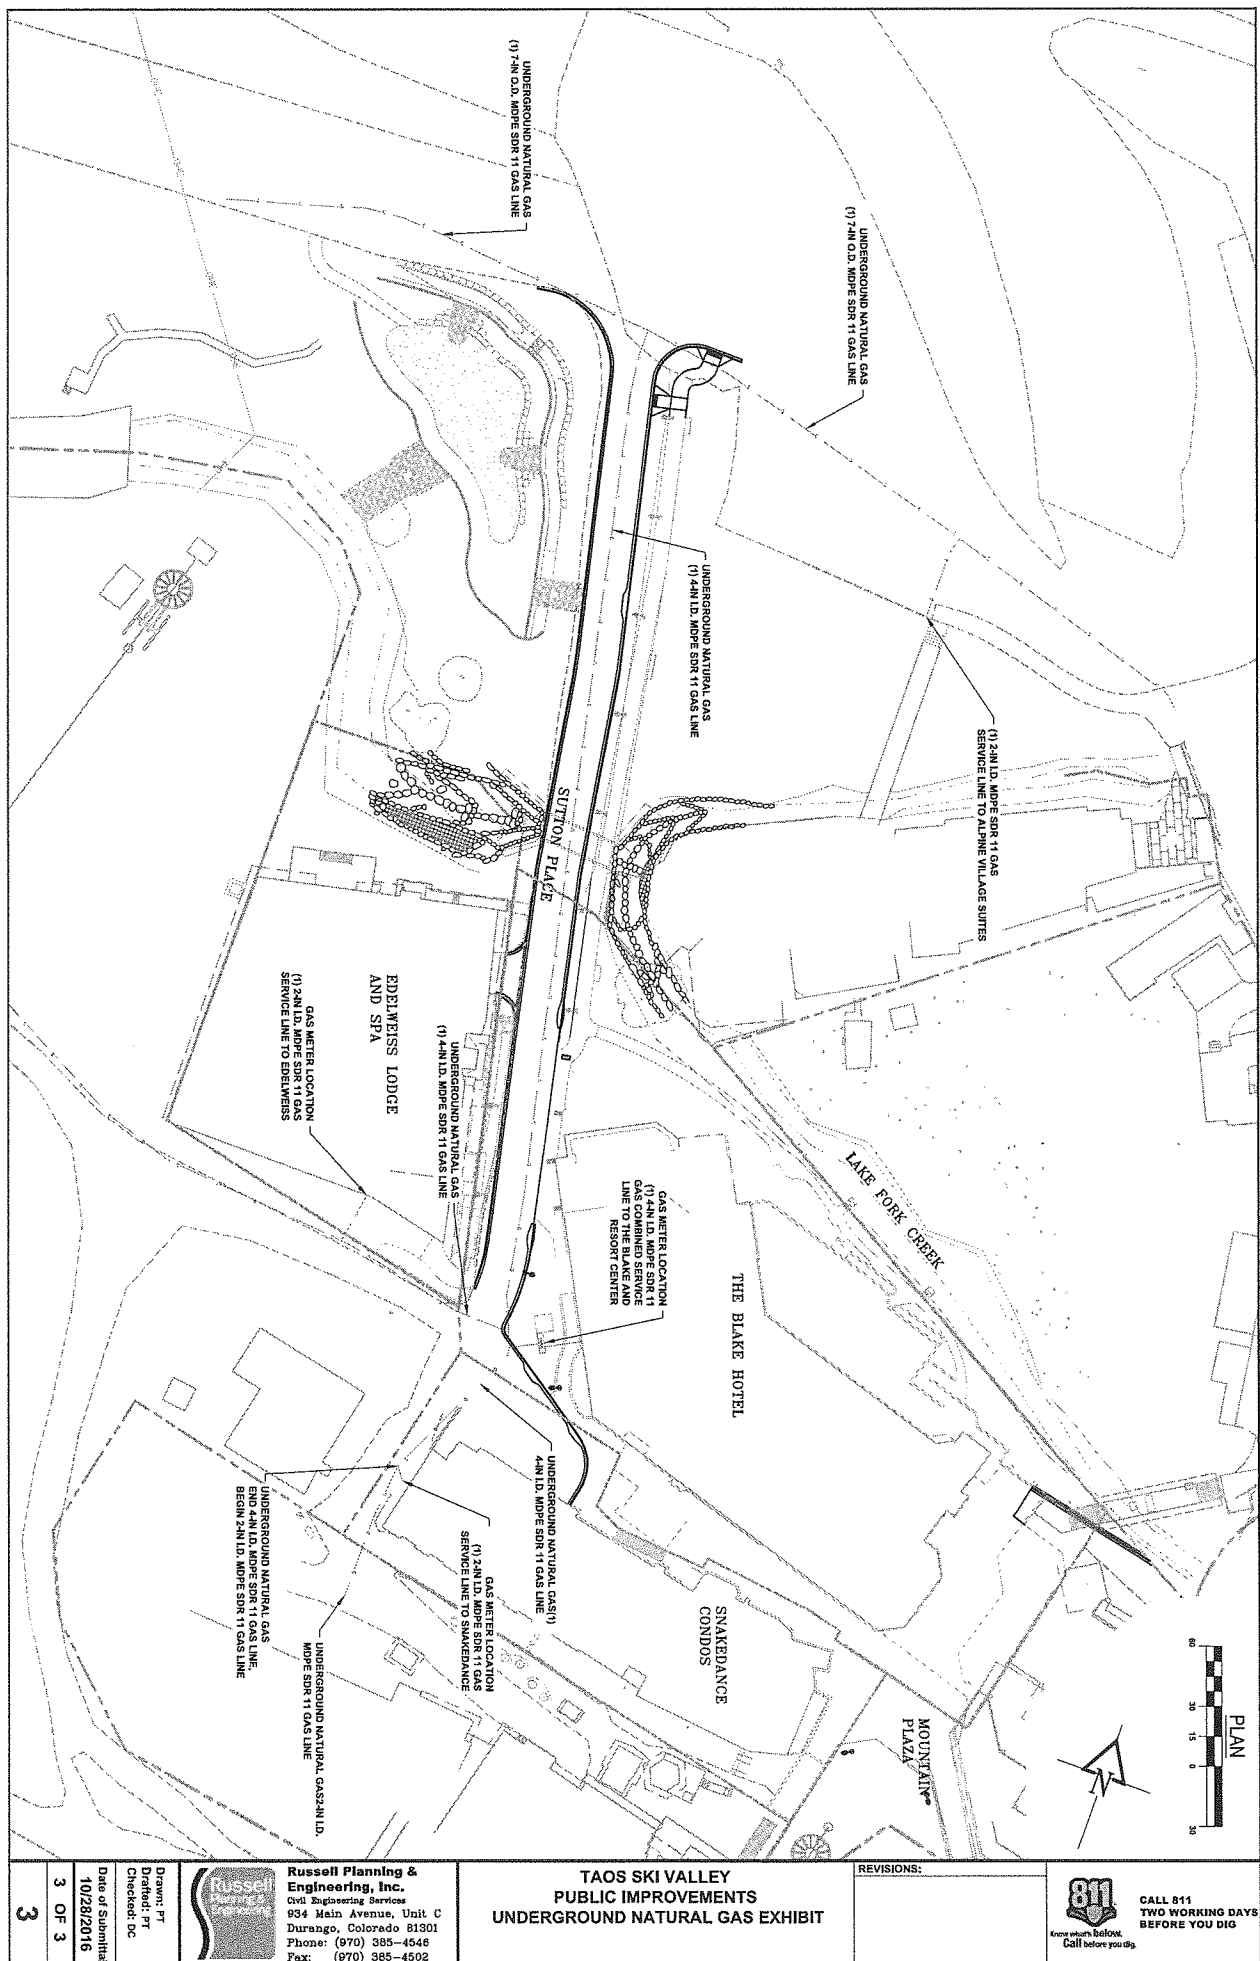 UNDERGROUND NATURAL GAS
(1) 7-IN O.D. MDPE SDR 11 GAS LINE
UNDERGROUND NATURAL GAS
(1) 7-IN O.D. MDPE SDR 11 GAS LINE
UNDERGROUND NATURAL GAS
(1) 4-IN I.D. MDPE SDR 11 GAS LINE
(1) 2-IN I.D. MDPE SDR 11 GAS
SERVICE LINE TO ALPINE VILLAGE SUITES
SUTTON PLACE
EDELWEISS LODGE
AND SPA
GAS METER LOCATION
(1) 2-IN I.D. MDPE SDR 11 GAS
SERVICE LINE TO EDELWEISS
UNDERGROUND NATURAL GAS
(1) 4-IN I.D. MDPE SDR 11 GAS LINE
GAS METER LOCATION
(1) 4-IN I.D. MDPE SDR 11
GAS COMBINED SERVICE
LINE TO THE BLAKE AND
RESORT CENTER
LAKE FORK CREEK
THE BLAKE HOTEL
UNDERGROUND NATURAL GAS(1)
4-IN I.D. MDPE SDR 11 GAS LINE
GAS METER LOCATION
(1) 2-IN I.D. MDPE SDR 11 GAS
SERVICE LINE TO SNAKEDANCE
UNDERGROUND NATURAL GAS
END 4-IN I.D. MDPE SDR 11 GAS LINE,
BEGIN 2-IN I.D. MDPE SDR 11 GAS LINE
UNDERGROUND NATURAL GAS2-IN I.D.
MDPE SDR 11 GAS LINE
SNAKEDANCE
CONDOS
MOUNTAIN
PLAZA
PLAN
60 30 15 0 30
N
3
3 OF 3
Date of Submittal
10/28/2016
Drawn: PT
Drafted: PT
Checked: DC
Russell
Planning &
Engineering
Russell Planning &
Engineering, Inc.
Civil Engineering Services
934 Main Avenue, Unit C
Durango, Colorado 81301
Phone: (970) 385-4546
Fax: (970) 385-4502
TAOS SKI VALLEY
PUBLIC IMPROVEMENTS
UNDERGROUND NATURAL GAS EXHIBIT
REVISIONS:
811
Know what's below.
Call before you dig.
CALL 811
TWO WORKING DAYS
BEFORE YOU DIG